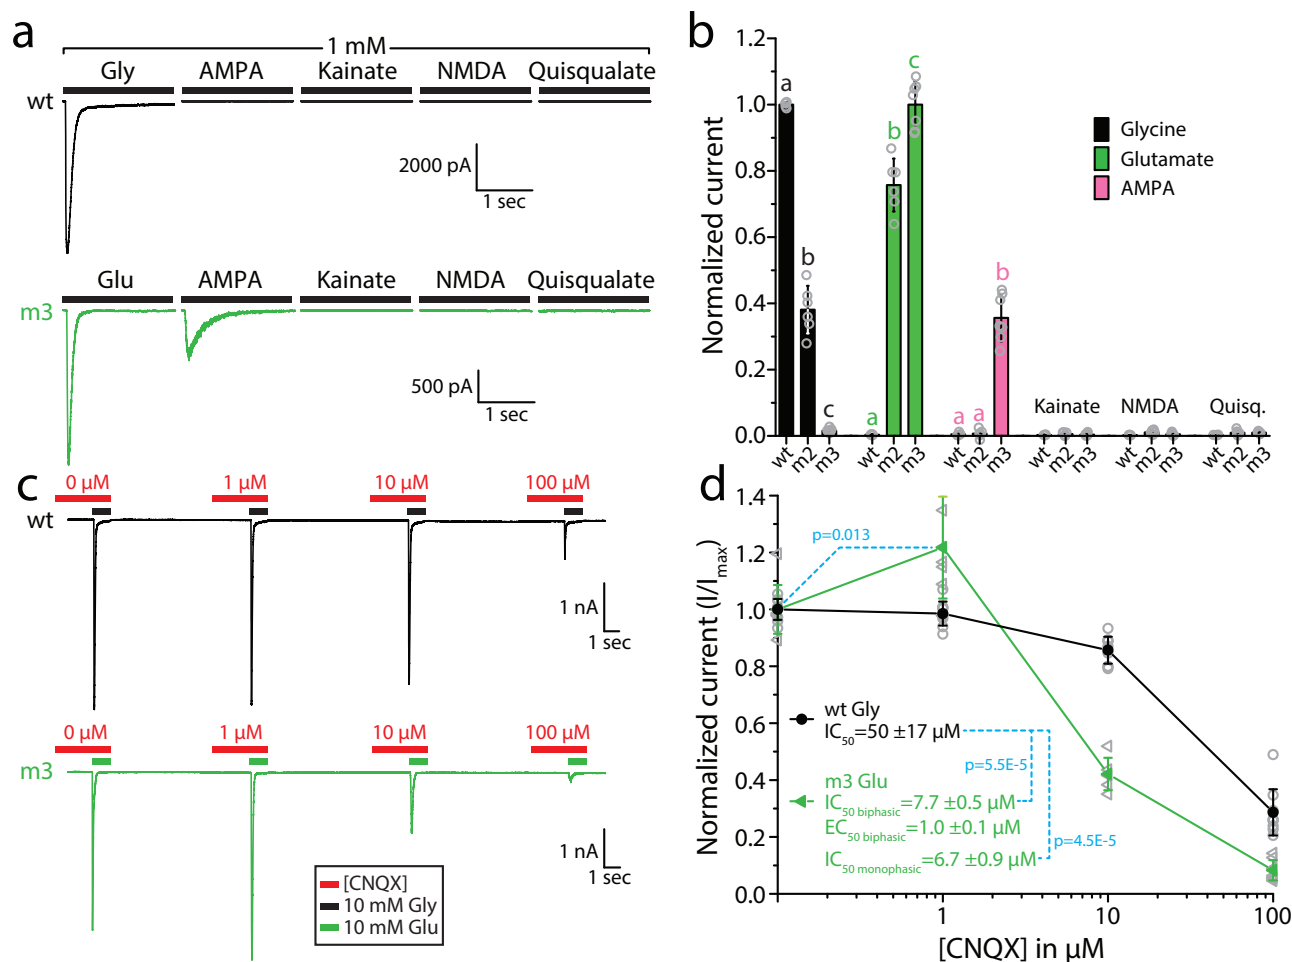 a
1 mM
Gly AMPA Kainate NMDA Quisqualate
wt
2000 pA
1 sec
Glu AMPA Kainate NMDA Quisqualate
m3
500 pA
1 sec
b
Normalized current
1.2
1.0
0.8
0.6
0.4
0.2
0.0
a
b
c
a
b
c
a
a
b
Glycine
Glutamate
AMPA
Kainate NMDA Quisq.
wt m2 m3 wt m2 m3 wt m2 m3 wt m2 m3 wt m2 m3 wt m2 m3
c
0 µM 1 µM 10 µM 100 µM
wt
1 nA
1 sec
0 µM 1 µM 10 µM 100 µM
m3
1 nA
1 sec
[CNQX]
10 mM Gly
10 mM Glu
d
Normalized current (I/Imax)
1.4
1.2
1.0
0.8
0.6
0.4
0.2
0.0
p=0.013
wt Gly
IC50=50 ±17 µM
p=5.5E-5
m3 Glu
IC50 biphasic=7.7 ±0.5 µM
EC50 biphasic=1.0 ±0.1 µM
p=4.5E-5
IC50 monophasic=6.7 ±0.9 µM
1 10 100
[CNQX] in µM